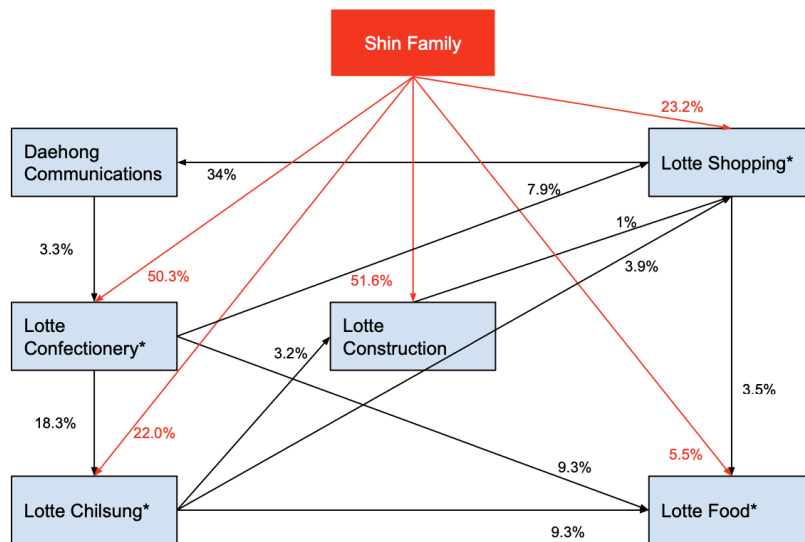 Shin Family
23.2%
Daehong
Communications
Lotte Shopping*
34%
7.9%
1%
3.3%
3.9%
50.3%
51.6%
Lotte
Confectionery*
Lotte
Construction
3.2%
18.3%
3.5%
22.0%
5.5%
9.3%
Lotte Chilsung*
Lotte Food*
9.3%